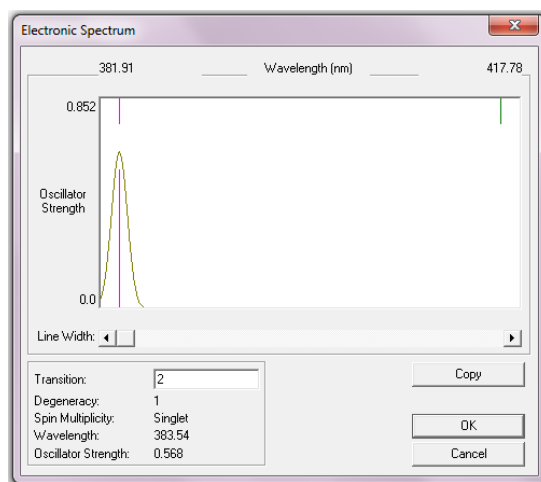 Electronic Spectrum
381.91 Wavelength (nm) 417.78
0.852
Oscillator
Strength
0.0
Line Width:
Transition: 2
Degeneracy: 1
Spin Multiplicity: Singlet
Wavelength: 383.54
Oscillator Strength: 0.568
Copy
OK
Cancel